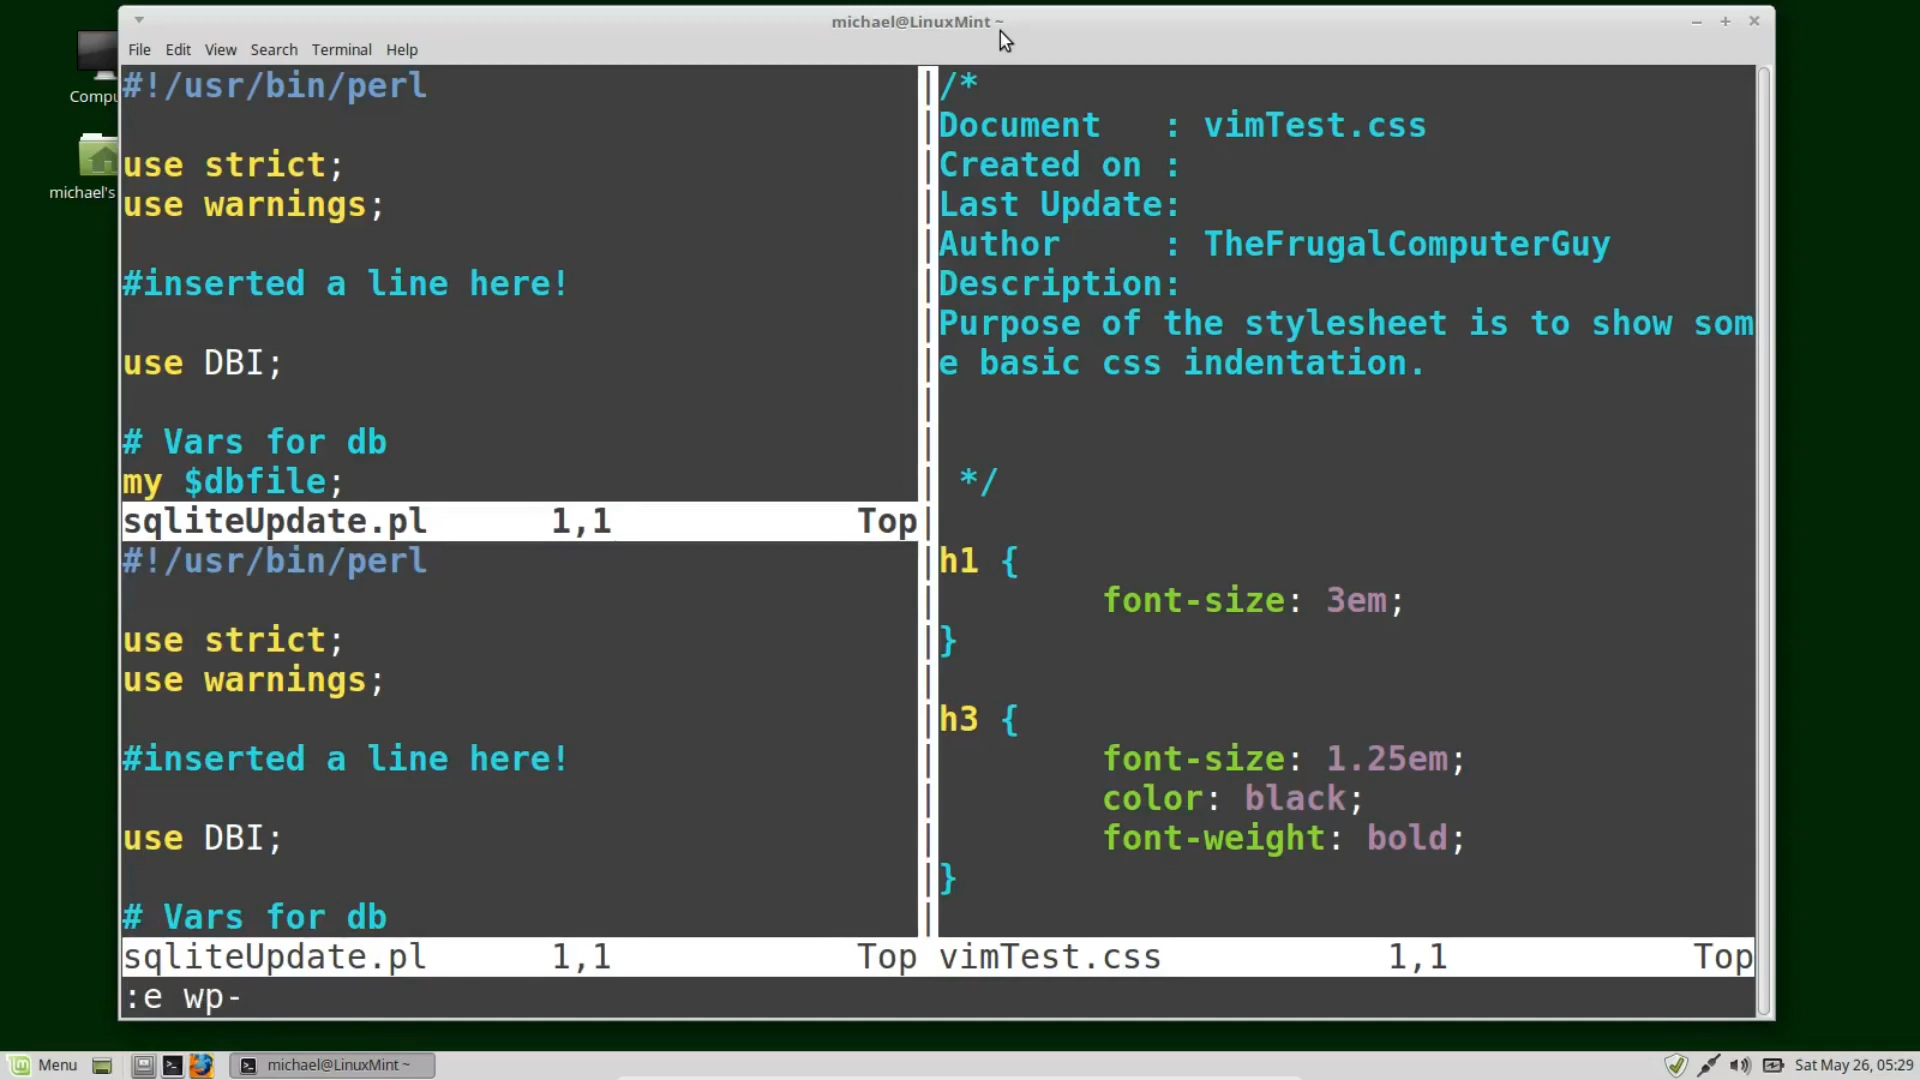 michael@LinuxMint ~
File Edit View Search Terminal Help
Compu
michael's
#!/usr/bin/perl
use strict;
use warnings;
#inserted a line here!
use DBI;
# Vars for db
my $dbfile;
sqliteUpdate.pl 1,1 Top
#!/usr/bin/perl
use strict;
use warnings;
#inserted a line here!
use DBI;
# Vars for db
sqliteUpdate.pl 1,1 Top
/*
Document : vimTest.css
Created on :
Last Update:
Author : TheFrugalComputerGuy
Description:
Purpose of the stylesheet is to show som
e basic css indentation.
*/
h1 {
font-size: 3em;
}
h3 {
font-size: 1.25em;
color: black;
font-weight: bold;
}
vimTest.css 1,1 Top
:e wp-
Menu
michael@LinuxMint ~
Sat May 26, 05:29